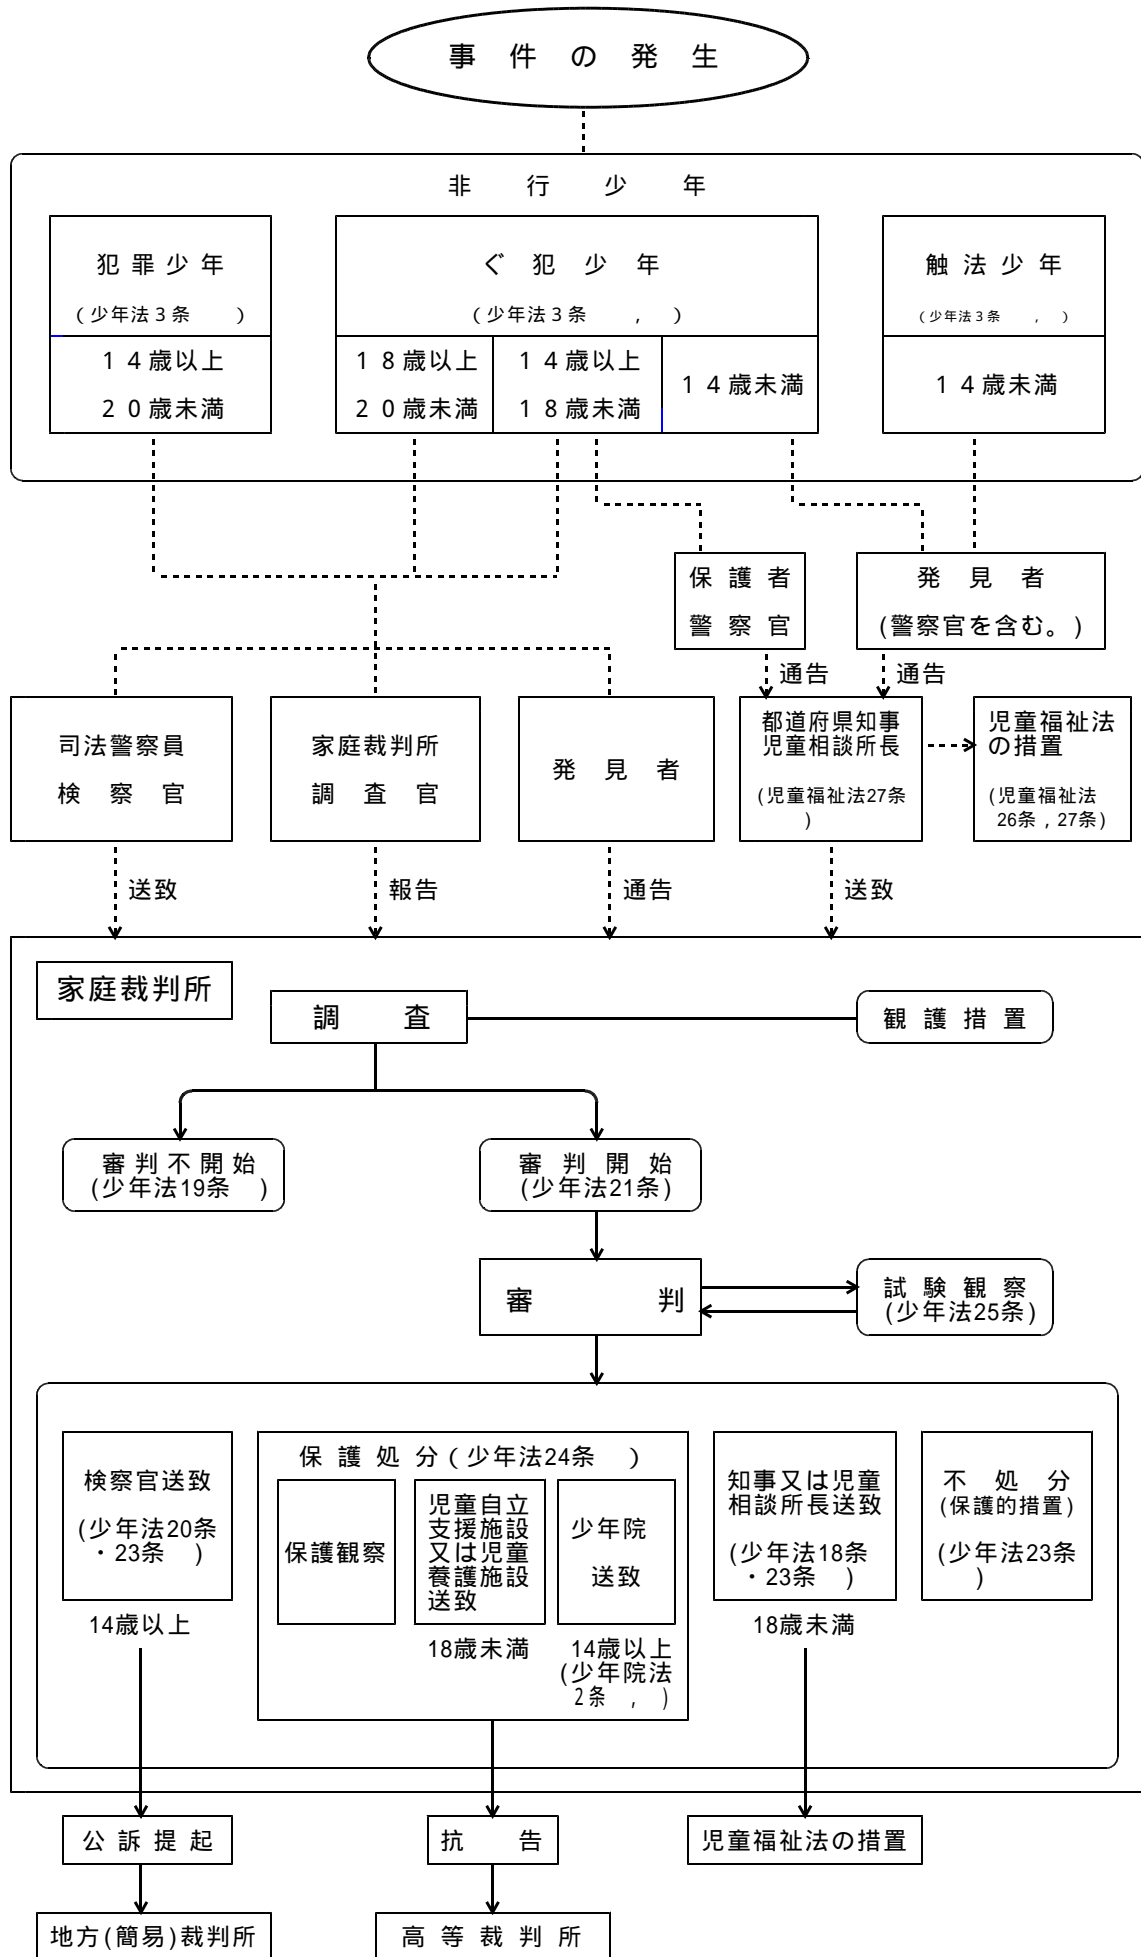 事件の発生
非行少年
犯罪少年
(少年法3条 )
14歳以上
20歳未満
ぐ犯少年
(少年法3条 , )
18歳以上
20歳未満
14歳以上
18歳未満
14歳未満
触法少年
(少年法3条 , )
14歳未満
保護者
警察官
発見者
(警察官を含む。)
通告
通告
司法警察員
検察官
家庭裁判所
調査官
発見者
都道府県知事
児童相談所長
(児童福祉法27条
)
児童福祉法
の措置
(児童福祉法
26条,27条)
送致
報告
通告
送致
家庭裁判所
調査
観護措置
審判不開始
(少年法19条 )
審判開始
(少年法21条)
審判
試験観察
(少年法25条)
検察官送致
(少年法20条
・23条 )
14歳以上
保護処分(少年法24条 )
保護観察
児童自立
支援施設
又は児童
養護施設
送致
18歳未満
少年院
送致
14歳以上
(少年院法
2条 , )
知事又は児童
相談所長送致
(少年法18条
・23条 )
18歳未満
不処分
(保護的措置)
(少年法23条
)
公訴提起
抗告
児童福祉法の措置
地方(簡易)裁判所
高等裁判所